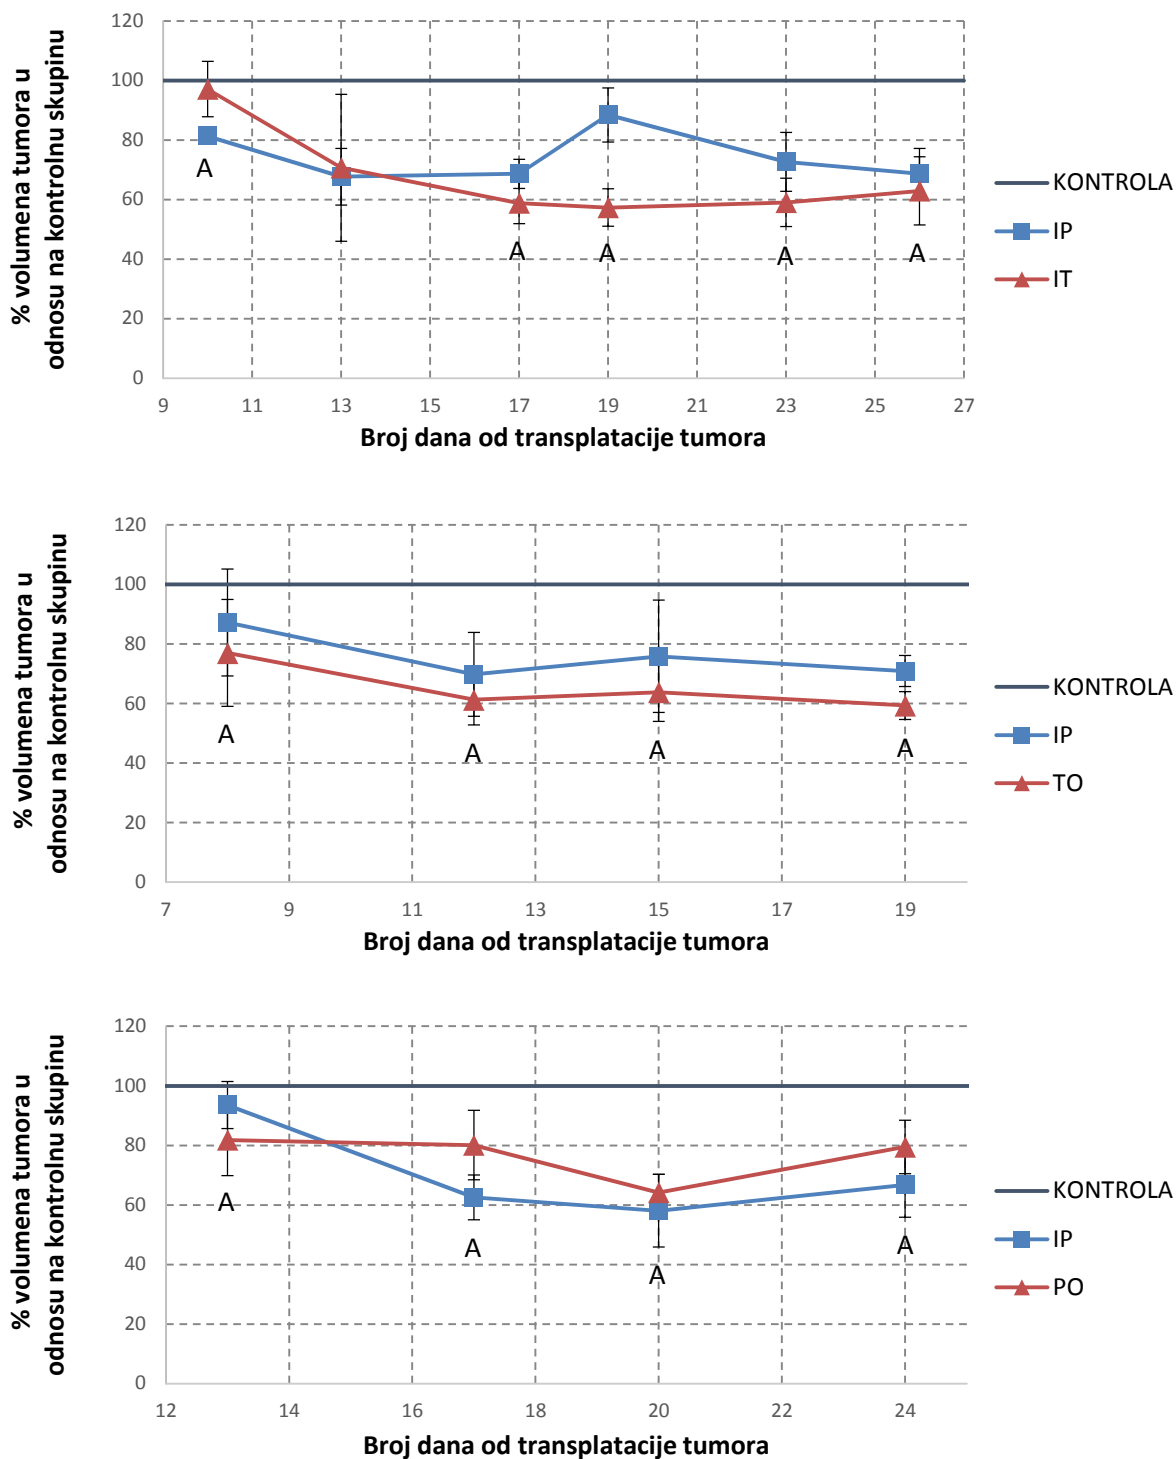 % volumena tumora u
odnosu na kontrolnu skupinu
120
100
80
60
40
20
0
A
A
A
A
A
9 11 13 15 17 19 21 23 25 27
Broj dana od transplatacije tumora
KONTROLA
IP
IT
% volumena tumora u
odnosu na kontrolnu skupinu
120
100
80
60
40
20
0
A
A
A
A
7 9 11 13 15 17 19
Broj dana od transplatacije tumora
KONTROLA
IP
TO
% volumena tumora u
odnosu na kontrolnu skupinu
120
100
80
60
40
20
0
A
A
A
A
12 14 16 18 20 22 24
Broj dana od transplatacije tumora
KONTROLA
IP
PO